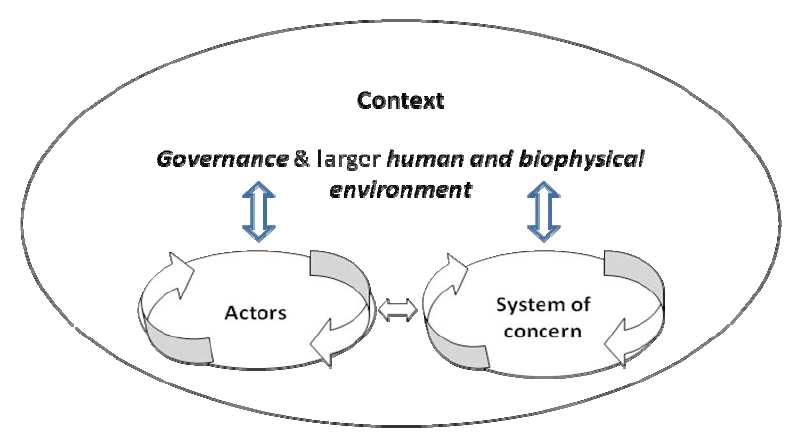 Context
Governance & larger human and biophysical
environment
Actors
System of
concern